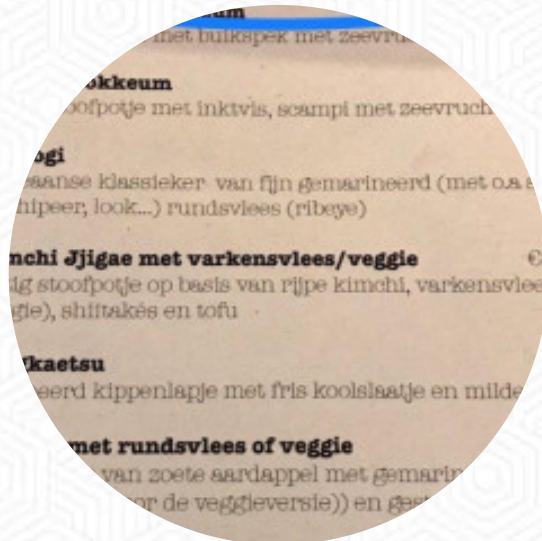 met buikspek met zeevru
okkeum
oofpotje met inktvis, scampi met zeevruch
ogi
eaanse klassieker van fijn gemarineerd (met o.a s
hipeer, look...) rundsvlees (ribeye)
mchi Jjigae met varkensvlees/veggie €
ig stoofpotje op basis van rijpe kimchi, varkensvlee
gie), shiitakés en tofu
kaetsu
eerd kippenlapje met fris koolslaatje en milde
met rundsvlees of veggie
van zoete aardappel met gemarin
or de veggieversie)) en ges